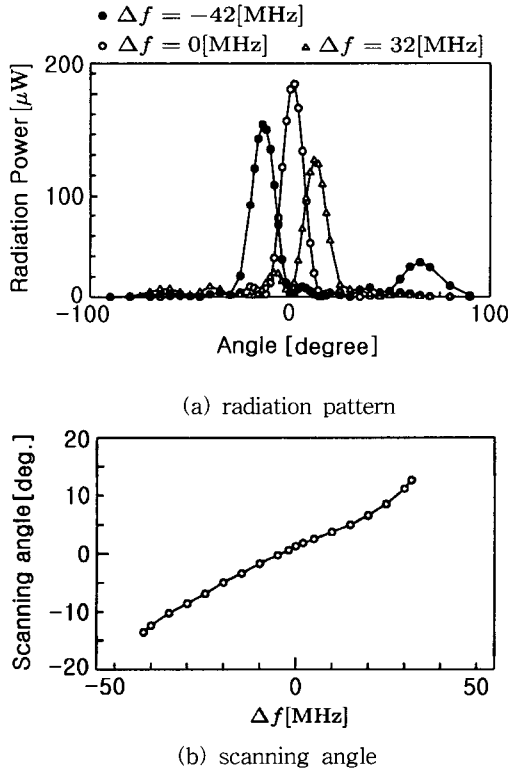 ● Δf = −42[MHz]
○ Δf = 0[MHz] △ Δf = 32[MHz]
200
100
0
Radiation Power [μW]
−100 0 100
Angle [degree]
(a) radiation pattern
20
10
0
−10
−20
Scanning angle[deg.]
−50 0 50
Δf[MHz]
(b) scanning angle